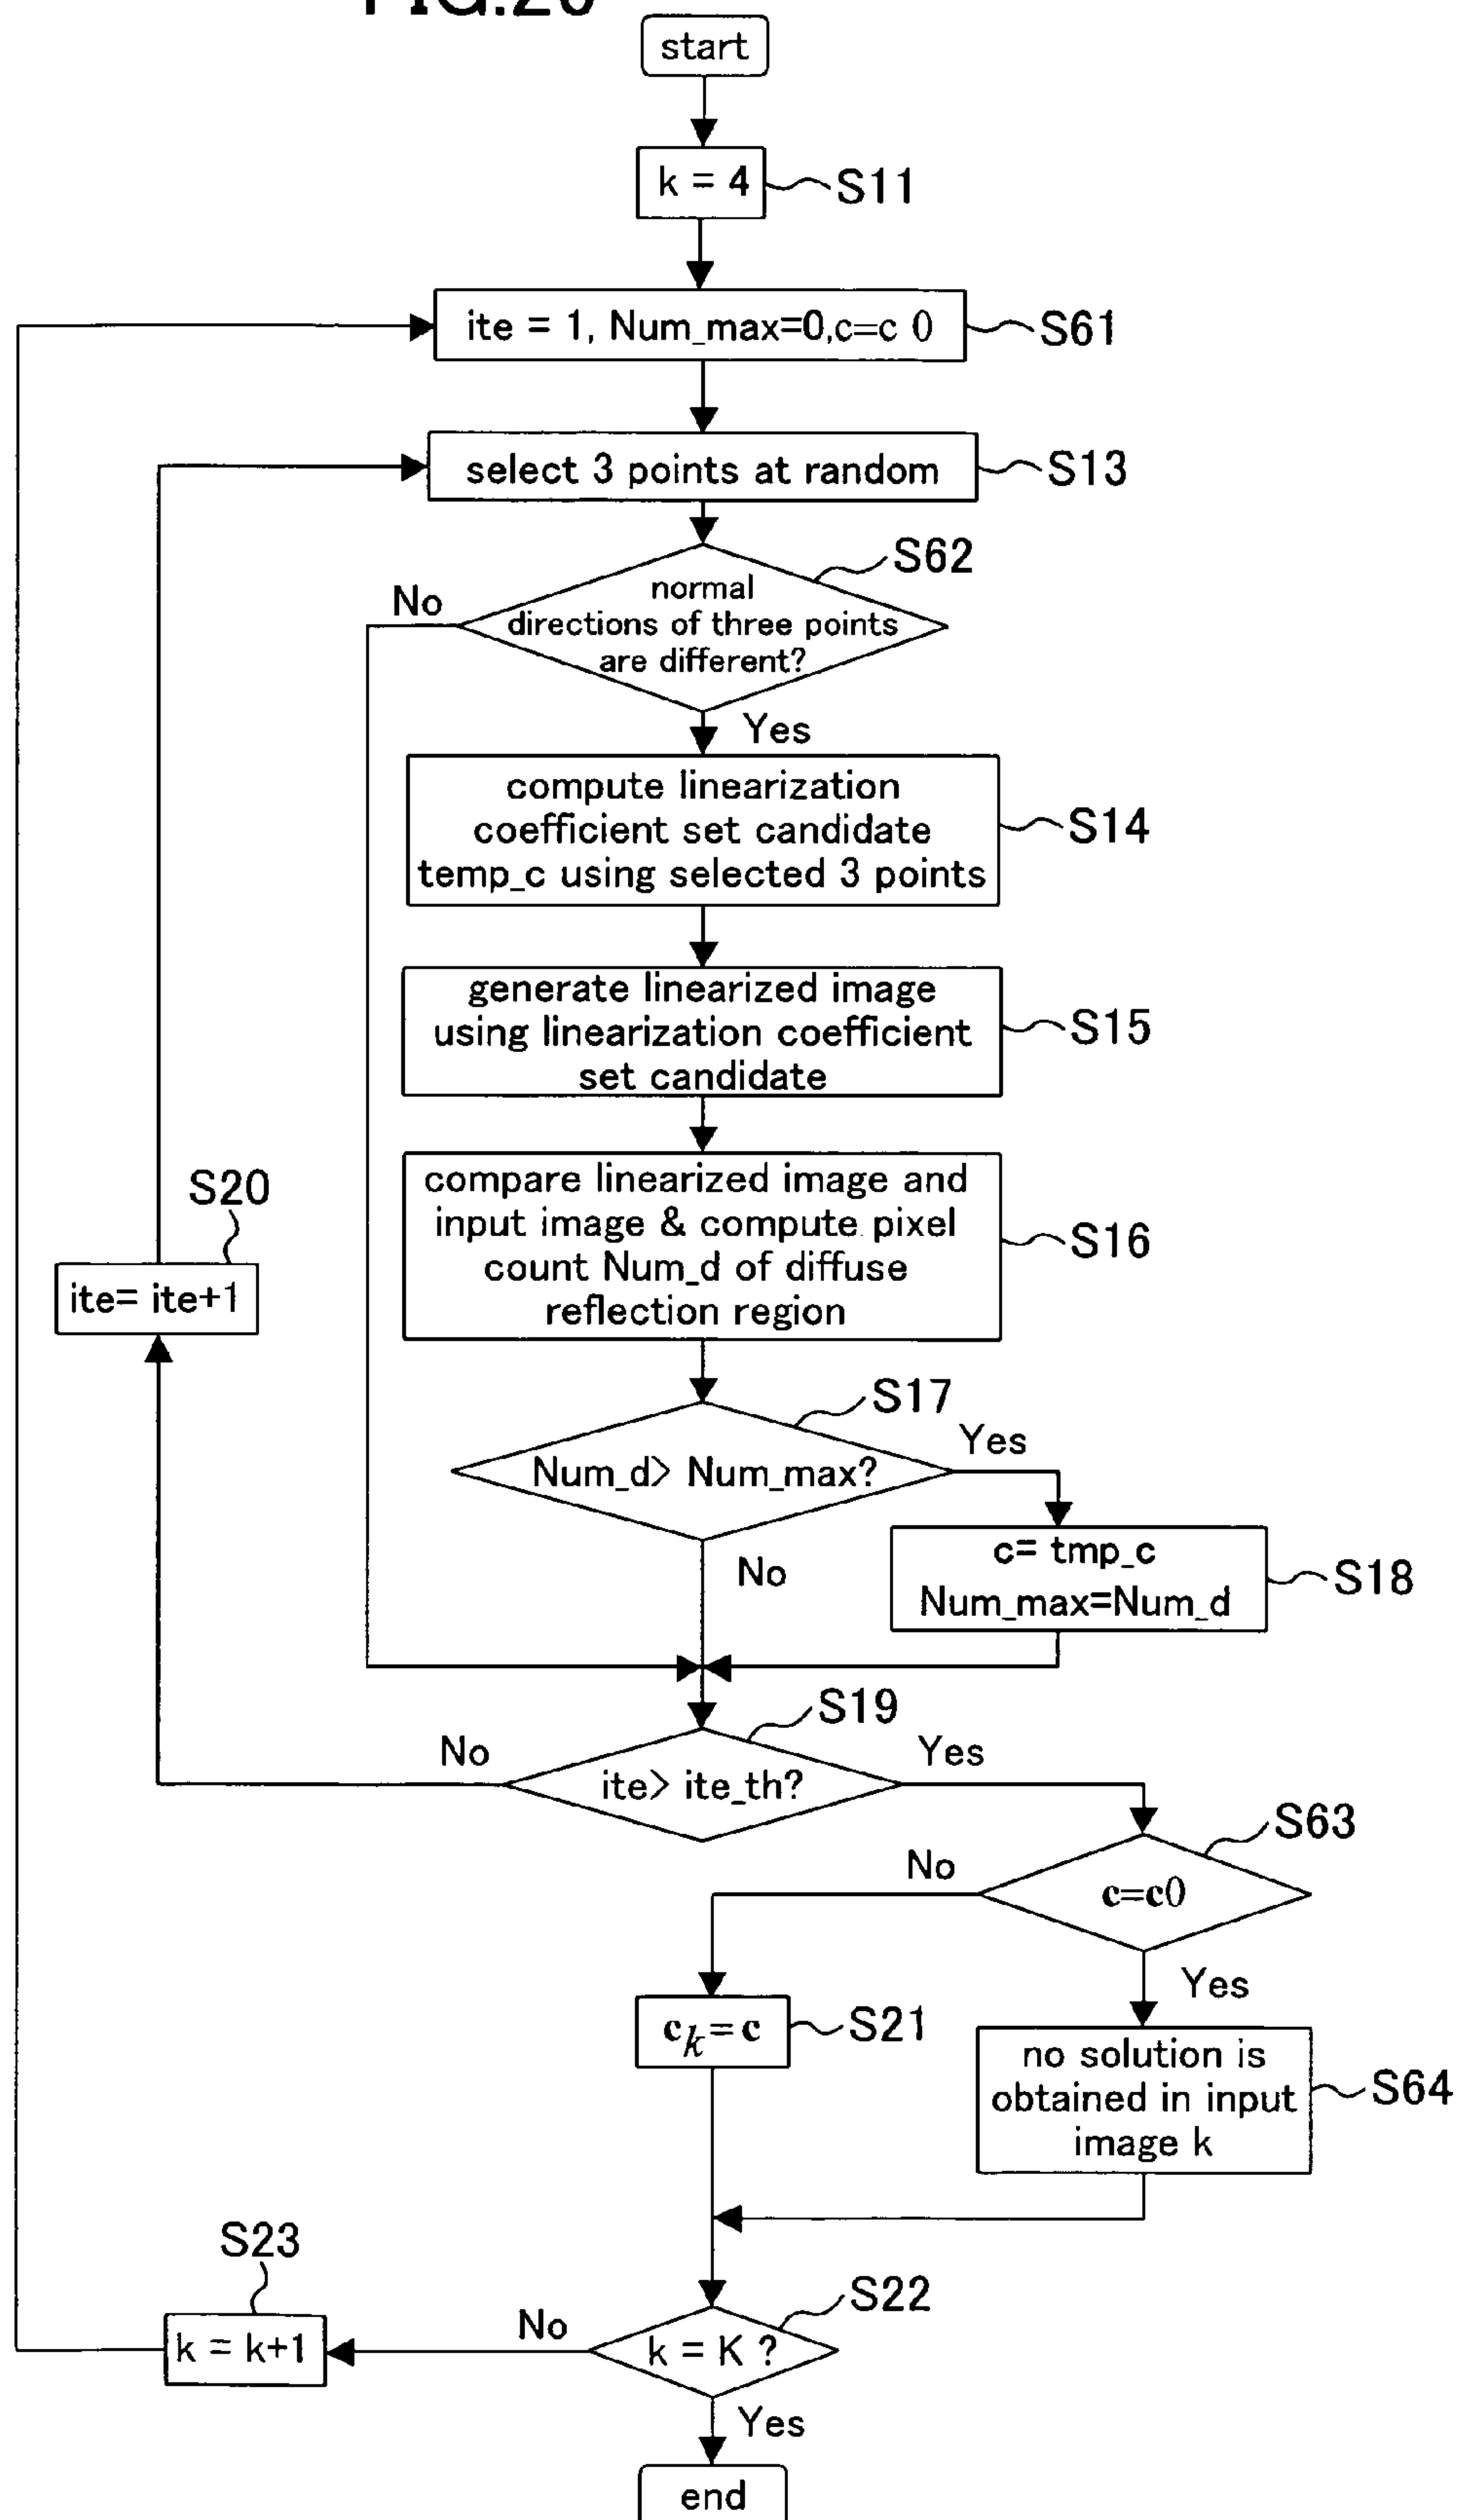 start
k = 4
S11
ite = 1, Num_max=0,c=c 0
S61
select 3 points at random
S13
S62
normal
directions of three points
are different?
No
Yes
compute linearization
coefficient set candidate
temp_c using selected 3 points
S14
generate linearized image
using linearization coefficient
set candidate
S15
S20
ite= ite+1
compare linearized image and
input image & compute pixel
count Num_d of diffuse
reflection region
S16
S17
Num_d> Num_max?
Yes
No
c= tmp_c
Num_max=Num_d
S18
S19
ite> ite_th?
No
Yes
S63
c=c0
No
Yes
ck=c
S21
no solution is
obtained in input
image k
S64
S23
k = k+1
S22
k = K ?
No
Yes
end